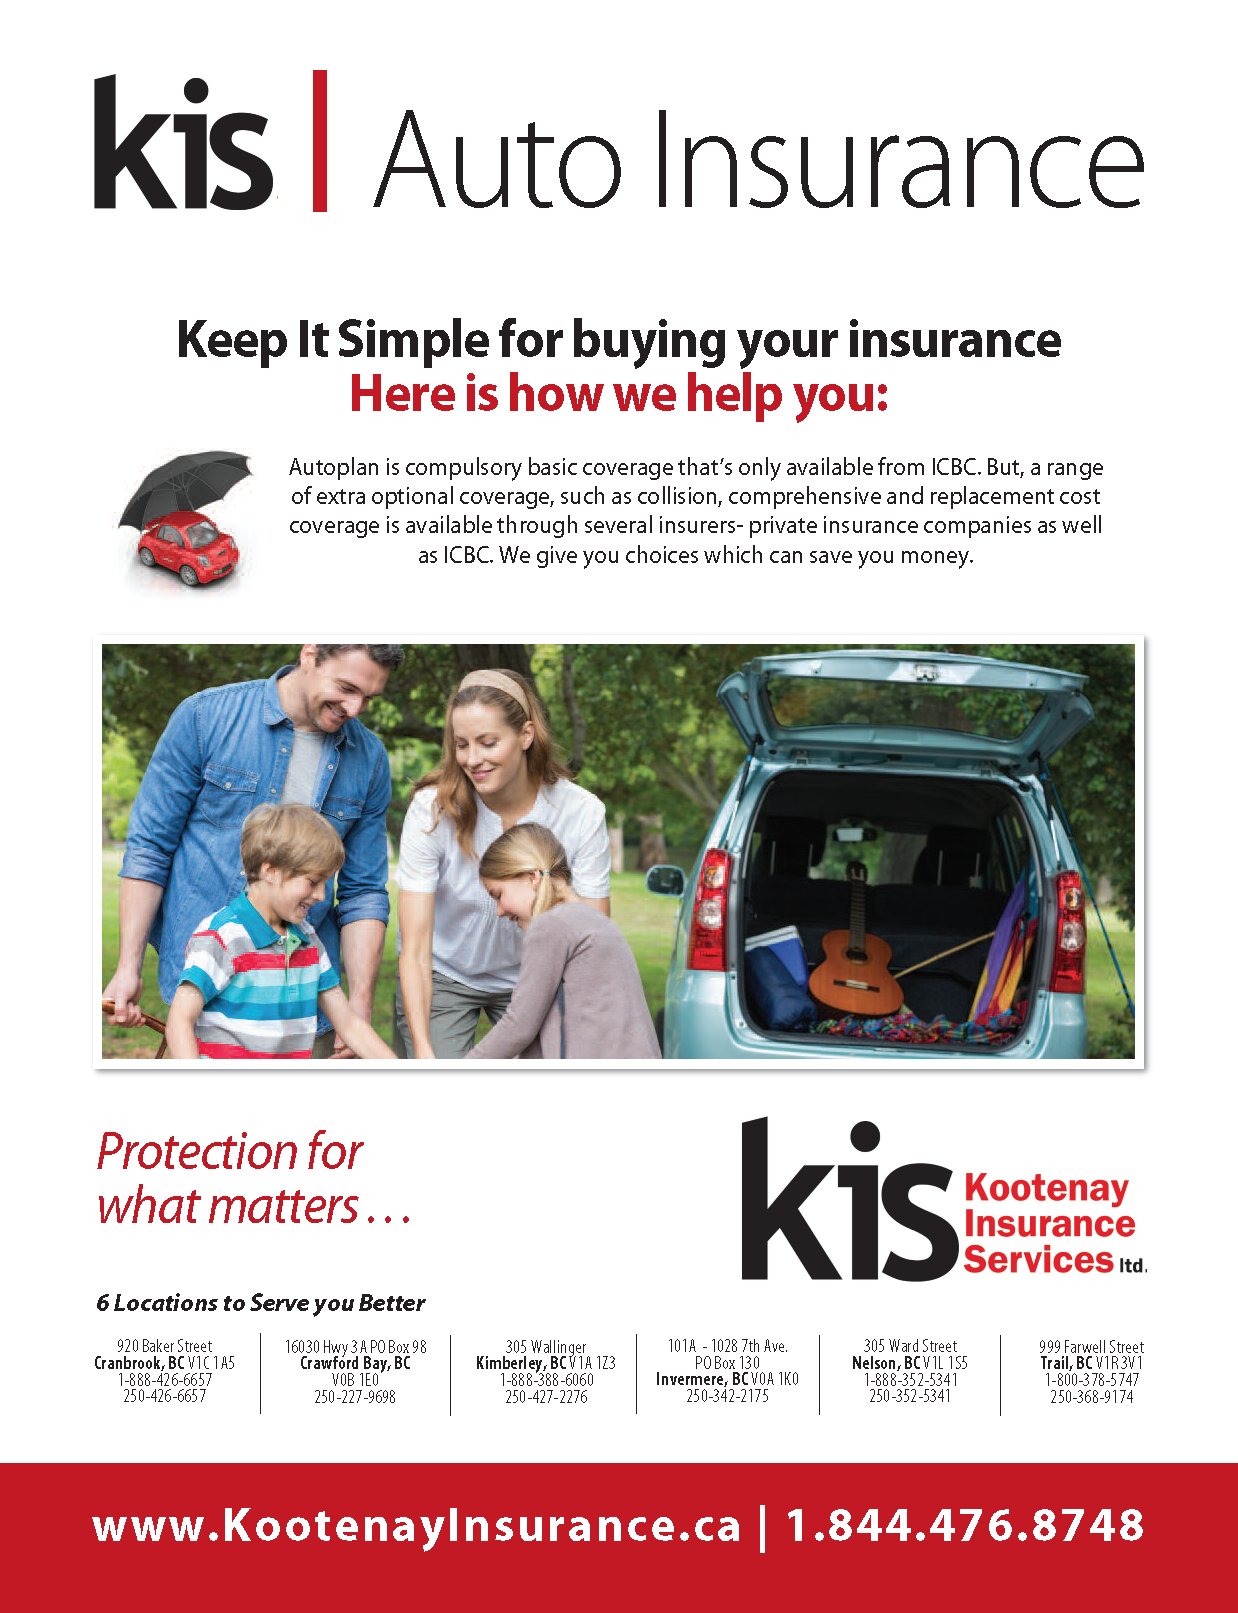 kis | Auto Insurance
Keep It Simple for buying your insurance
Here is how we help you:
Autoplan is compulsory basic coverage that's only available from ICBC. But, a range
of extra optional coverage, such as collision, comprehensive and replacement cost
coverage is available through several insurers- private insurance companies as well
as ICBC. We give you choices which can save you money.
Protection for
what matters . . .
kis Kootenay
Insurance
Services ltd.
6 Locations to Serve you Better
920 Baker Street
Cranbrook, BC V1C 1A5
1-888-426-6657
250-426-6657
16030 Hwy 3 A PO Box 98
Crawford Bay, BC
V0B 1E0
250-227-9698
305 Wallinger
Kimberley, BC V1A 1Z3
1-888-388-6060
250-427-2276
101A - 1028 7th Ave.
PO Box 130
Invermere, BC V0A 1K0
250-342-2175
305 Ward Street
Nelson, BC V1L 1S5
1-888-352-5341
250-352-5341
999 Farwell Street
Trail, BC V1R 3V1
1-800-378-5747
250-368-9174
www.KootenayInsurance.ca | 1.844.476.8748